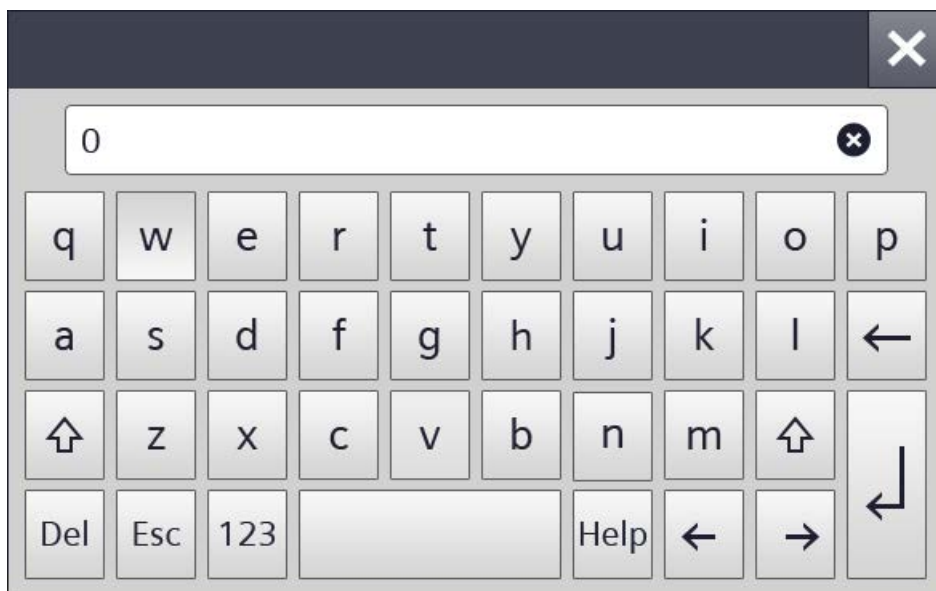 0
q w e r t y u i o p
a s d f g h j k l ←
z x c v b n m
Del Esc 123 Help ← →